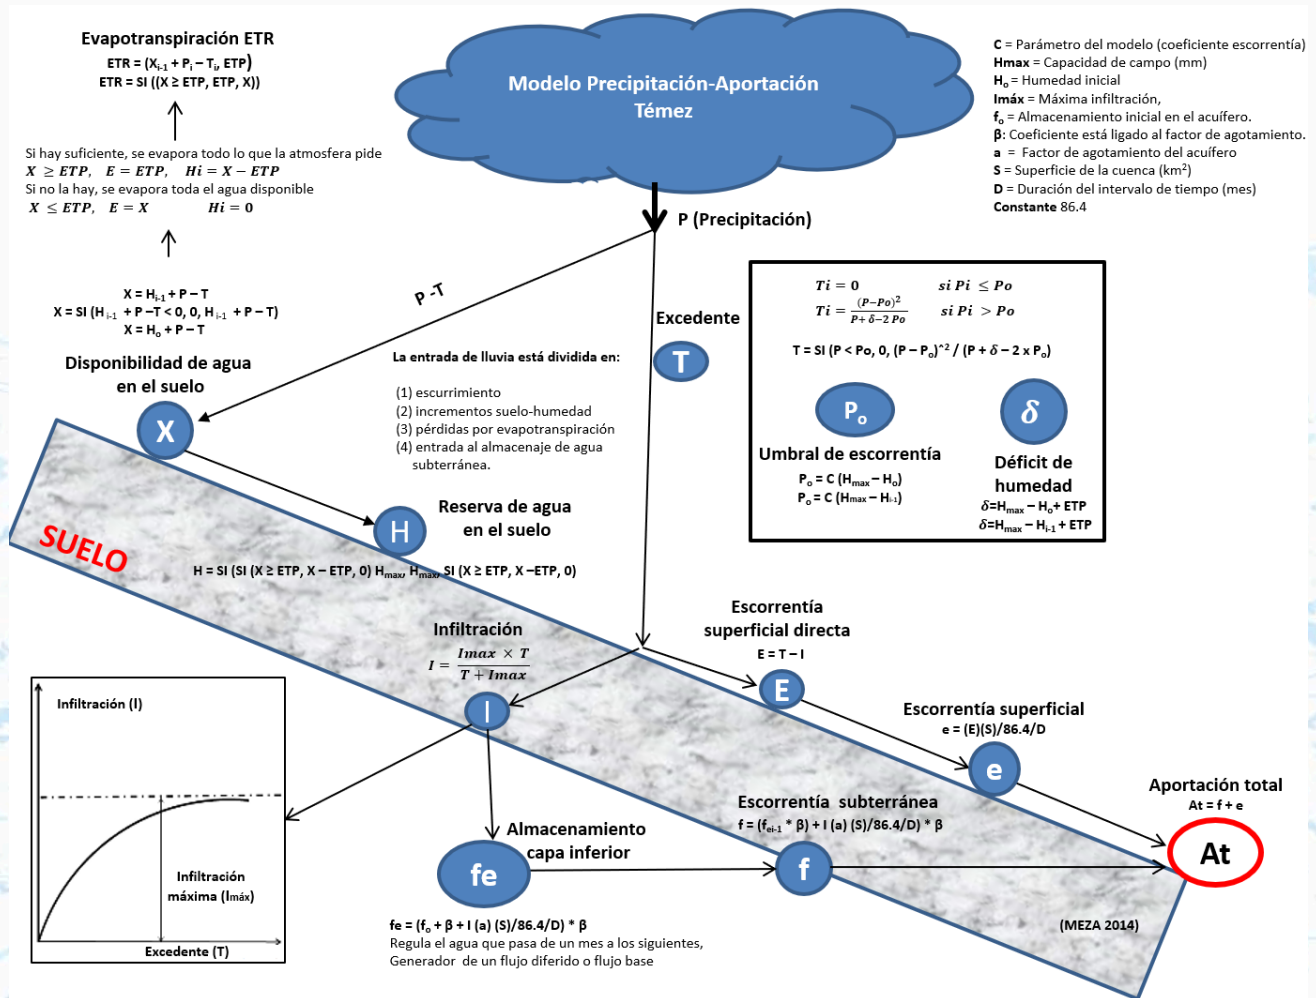 Evapotranspiración ETR
ETR = (Xi-1 + Pi – Ti, ETP)
ETR = SI ((X ≥ ETP, ETP, X))
Si hay suficiente, se evapora todo lo que la atmosfera pide
X ≥ ETP, E = ETP, Hi = X − ETP
Si no la hay, se evapora toda el agua disponible
X ≤ ETP, E = X Hi = 0
X = Hi-1 + P – T
X = SI (H i-1 + P –T < 0, 0, H i-1 + P – T)
X = Ho + P – T
Disponibilidad de agua
en el suelo
X
Modelo Precipitación-Aportación
Témez
C = Parámetro del modelo (coeficiente escorrentía)
Hmax = Capacidad de campo (mm)
Ho = Humedad inicial
Imáx = Máxima infiltración,
fo = Almacenamiento inicial en el acuífero.
β: Coeficiente está ligado al factor de agotamiento.
a = Factor de agotamiento del acuífero
S = Superficie de la cuenca (km²)
D = Duración del intervalo de tiempo (mes)
Constante 86.4
P (Precipitación)
P -T
Excedente
T
La entrada de lluvia está dividida en:
(1) escurrimiento
(2) incrementos suelo-humedad
(3) pérdidas por evapotranspiración
(4) entrada al almacenaje de agua
subterránea.
Ti = 0 si Pi ≤ Po
Ti = (P−Po)² / P+ δ−2 Po si Pi > Po
T = SI (P < Po, 0, (P – Po)^2 / (P + δ – 2 x Po)
Po
δ
Umbral de escorrentía
Po = C (Hmax – Ho)
Po = C (Hmax – Hi-1)
Déficit de
humedad
δ=Hmax – Ho+ ETP
δ=Hmax – Hi-1 + ETP
H
Reserva de agua
en el suelo
SUELO
H = SI (SI (X ≥ ETP, X – ETP, 0) Hmax, Hmax, SI (X ≥ ETP, X –ETP, 0)
Infiltración
I = Imax × T / T + Imax
I
Escorrentía
superficial directa
E = T – I
E
Escorrentía superficial
e = (E)(S)/86.4/D
e
Aportación total
At = f + e
At
Escorrentía subterránea
f = (fei-1 * β) + I (a) (S)/86.4/D) * β
f
Almacenamiento
capa inferior
fe
fe = (fo + β + I (a) (S)/86.4/D) * β
Regula el agua que pasa de un mes a los siguientes,
Generador de un flujo diferido o flujo base
Infiltración (I)
Infiltración
máxima (Imáx)
Excedente (T)
(MEZA 2014)